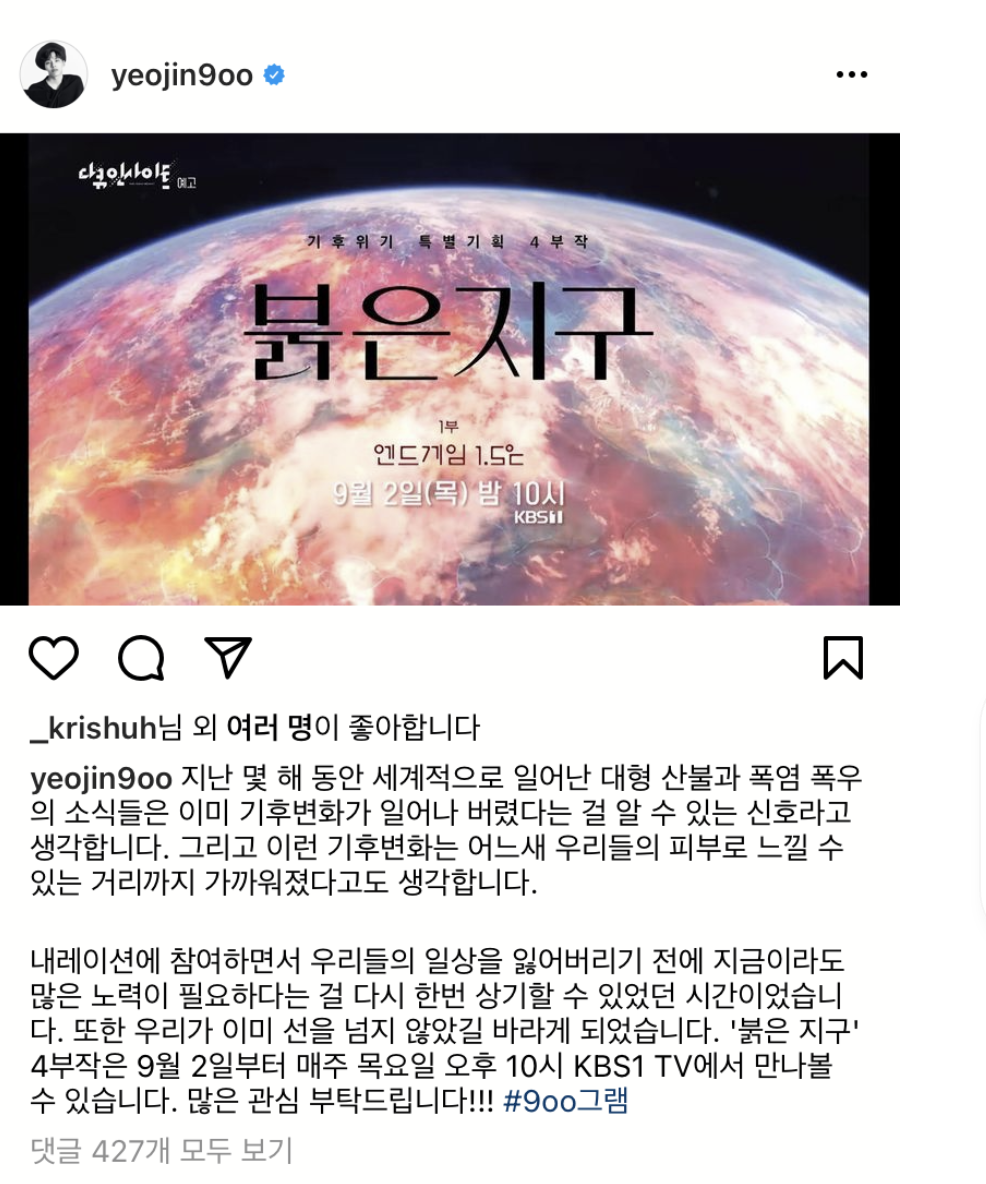 yeojin9oo
다큐인사이트 예고
기후위기 특별기획 4부작
붉은지구
1부
엔드게임 1.5℃
9월 2일(목) 밤 10시
KBS1
_krishuh님 외 여러 명이 좋아합니다
yeojin9oo 지난 몇 해 동안 세계적으로 일어난 대형 산불과 폭염 폭우
의 소식들은 이미 기후변화가 일어나 버렸다는 걸 알 수 있는 신호라고
생각합니다. 그리고 이런 기후변화는 어느새 우리들의 피부로 느낄 수
있는 거리까지 가까워졌다고도 생각합니다.
내레이션에 참여하면서 우리들의 일상을 잃어버리기 전에 지금이라도
많은 노력이 필요하다는 걸 다시 한번 상기할 수 있었던 시간이었습니
다. 또한 우리가 이미 선을 넘지 않았길 바라게 되었습니다. '붉은 지구'
4부작은 9월 2일부터 매주 목요일 오후 10시 KBS1 TV에서 만나볼
수 있습니다. 많은 관심 부탁드립니다!!! #9oo그램
댓글 427개 모두 보기